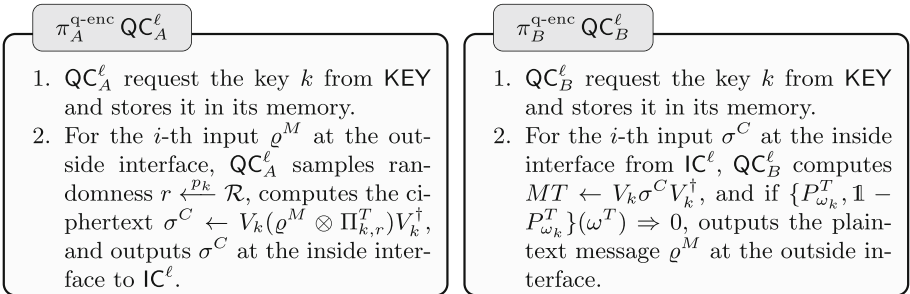 π_A^{q-enc} QC_A^ℓ
1. QC_A^ℓ request the key k from KEY
and stores it in its memory.
2. For the i-th input ϱ^M at the out-
side interface, QC_A^ℓ samples ran-
domness r ←^{p_k} R, computes the ci-
phertext σ^C ← V_k(ϱ^M ⊗ Π_{k,r}^T)V_k^†,
and outputs σ^C at the inside inter-
face to IC^ℓ.
π_B^{q-enc} QC_B^ℓ
1. QC_B^ℓ request the key k from KEY
and stores it in its memory.
2. For the i-th input σ^C at the inside
interface from IC^ℓ, QC_B^ℓ computes
MT ← V_kσ^CV_k^†, and if {P_{ω_k}^T, 𝟙 −
P_{ω_k}^T}(ω^T) ⇒ 0, outputs the plain-
text message ϱ^M at the outside in-
terface.